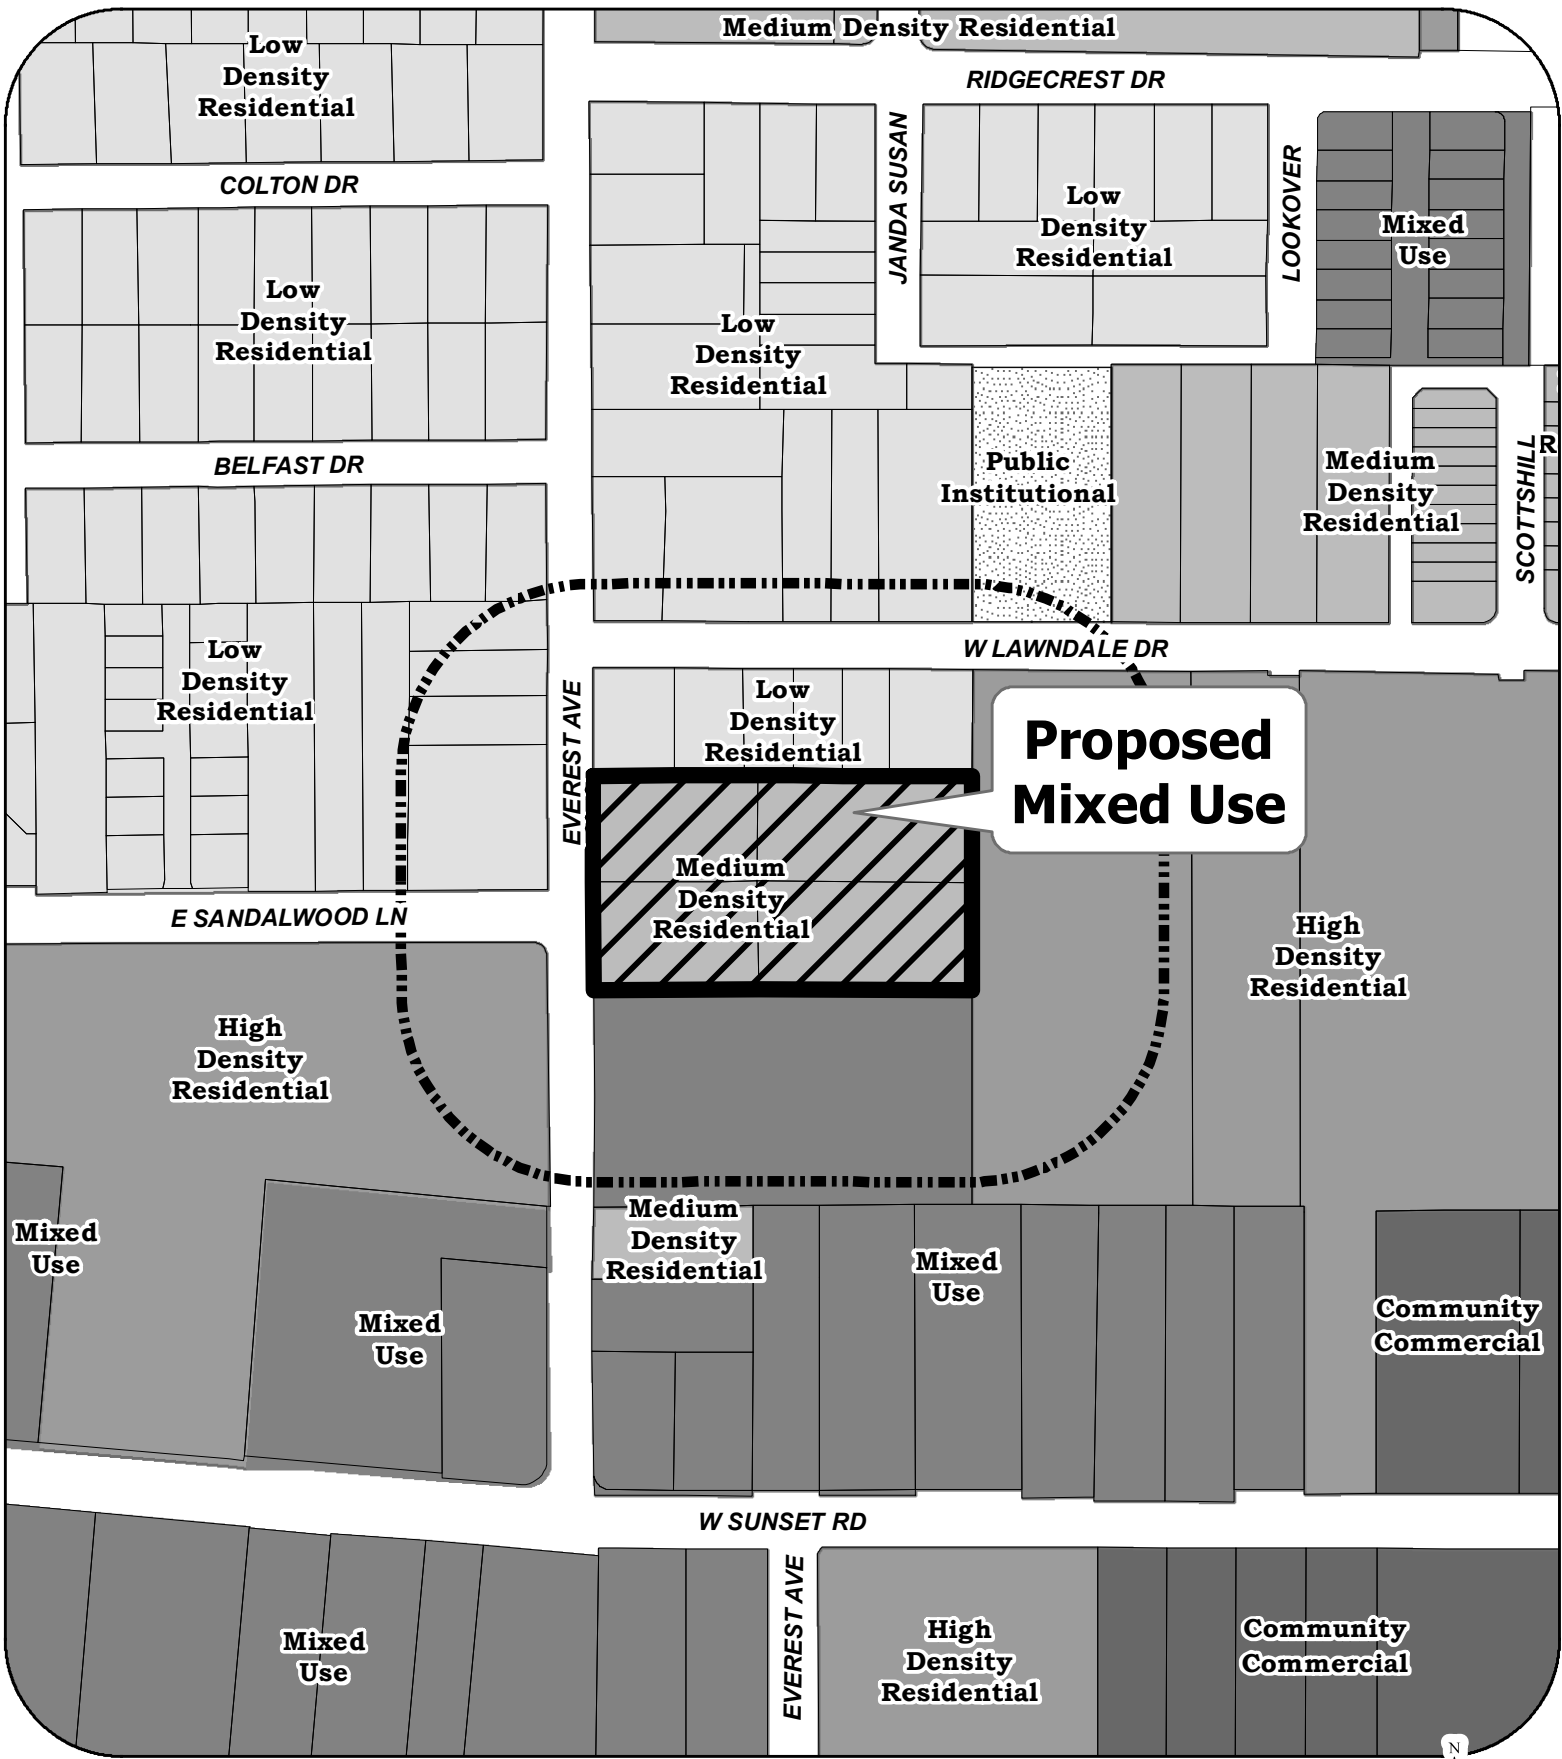 Medium Density Residential
Low
Density
Residential
RIDGECREST DR
COLTON DR
JANDA SUSAN
Low
Density
Residential
LOOKOVER
Mixed
Use
Low
Density
Residential
Low
Density
Residential
BELFAST DR
Public
Institutional
Medium
Density
Residential
SCOTTSHILL
R
W LAWNDALE DR
Low
Density
Residential
EVEREST AVE
Low
Density
Residential
Proposed
Mixed Use
Medium
Density
Residential
E SANDALWOOD LN
High
Density
Residential
High
Density
Residential
Mixed
Use
Medium
Density
Residential
Mixed
Use
Mixed
Use
Community
Commercial
W SUNSET RD
EVEREST AVE
Mixed
Use
High
Density
Residential
Community
Commercial
N